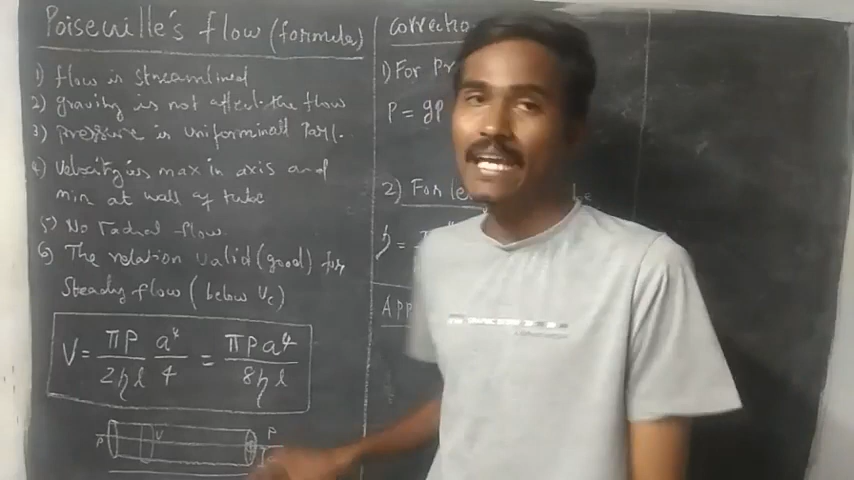 Poiseuille's flow (formula)
1) flow is streamlined
2) gravity is not affect the flow
3) pressure is uniform in all
4) Velocity is max in axis and
min at wall of tube
5) No radial flow
6) The relation valid (good) for
Steady flow (below Vc)
V = πP/2ηl a⁴/4 = πPa⁴/8ηl
P V P
correctio
1) For Pr
P = gρ
2) For le
η =
App